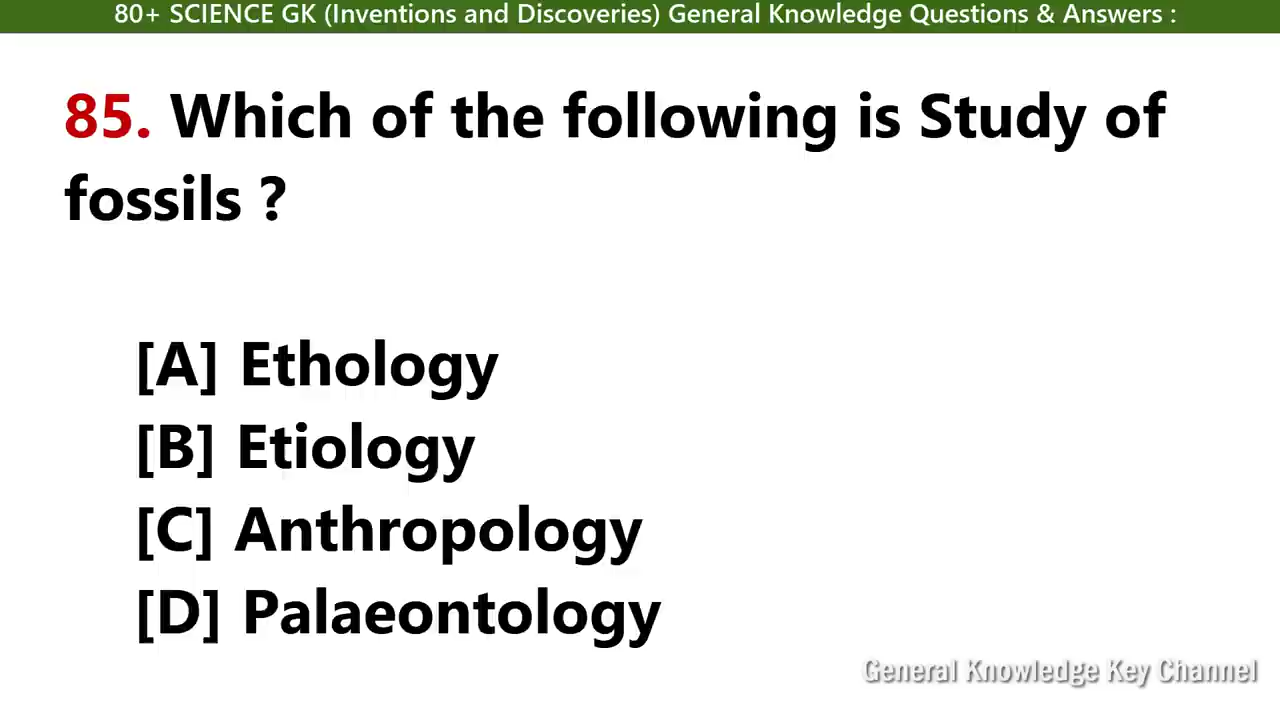 80+ SCIENCE GK (Inventions and Discoveries) General Knowledge Questions & Answers :
85. Which of the following is Study of
fossils ?
[A] Ethology
[B] Etiology
[C] Anthropology
[D] Palaeontology
General Knowledge Key Channel